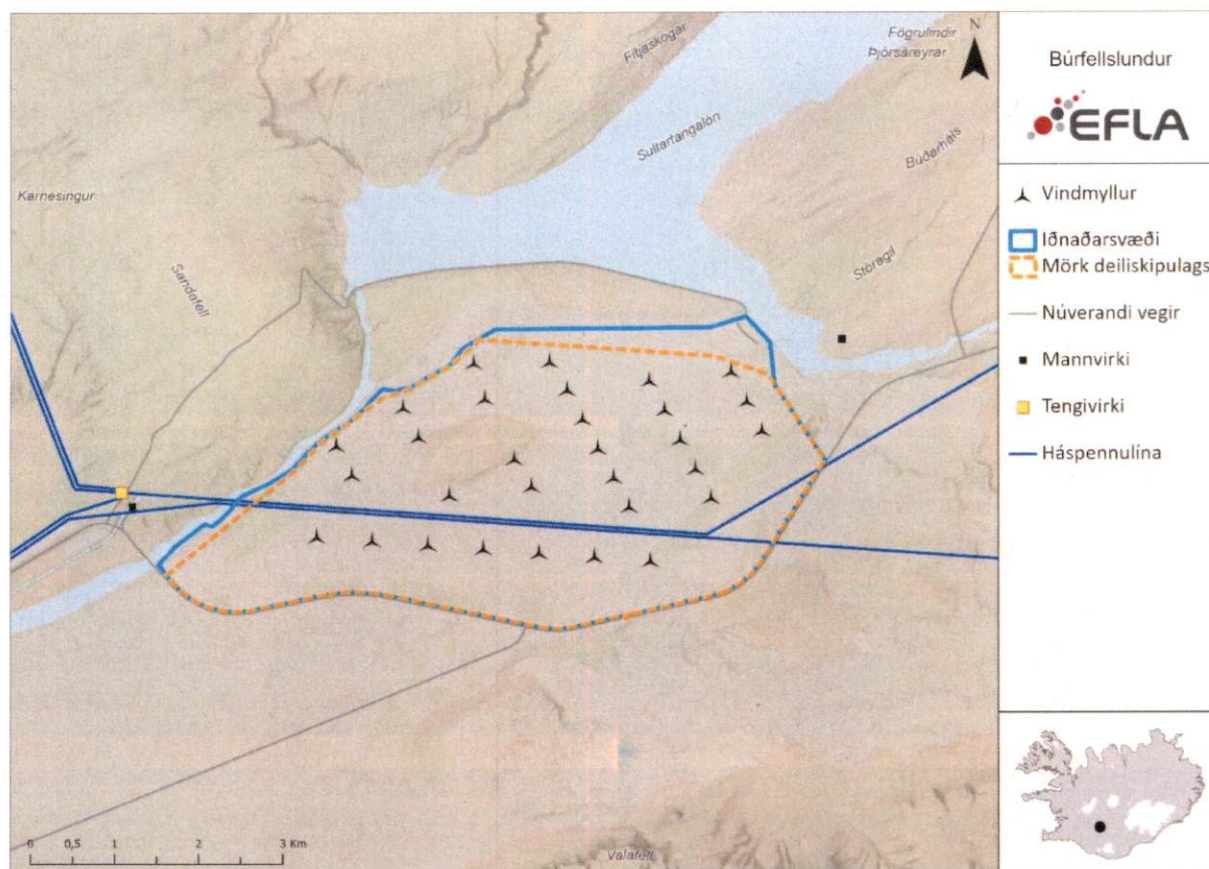 Fitjaskogar
Fögrulindir
Þjórsáreyrar
N
Sultartangalón
Búðarháls
Karnesingur
Sandafell
Stóragil
0 0,5 1 2 3 Km
Valafell
Búrfellslundur
EFLA
Vindmyllur
Iðnaðarsvæði
Mörk deiliskipulags
Núverandi vegir
Mannvirki
Tengivirki
Háspennulína